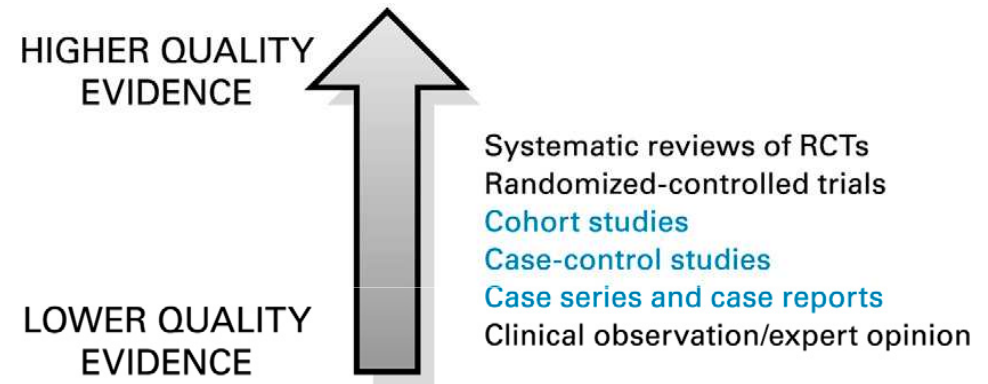 HIGHER QUALITY
EVIDENCE
Systematic reviews of RCTs
Randomized-controlled trials
Cohort studies
Case-control studies
Case series and case reports
Clinical observation/expert opinion
LOWER QUALITY
EVIDENCE